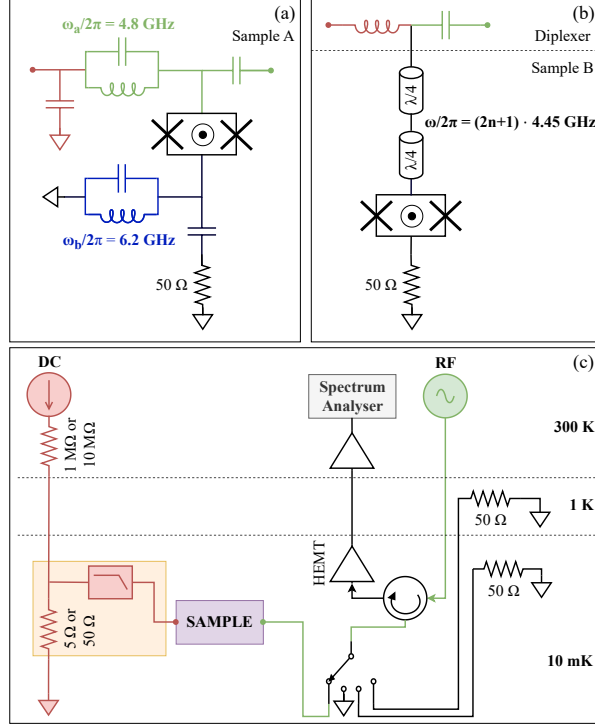 (a)
ωa/2π = 4.8 GHz
Sample A
ωb/2π = 6.2 GHz
50 Ω
(b)
Diplexer
Sample B
λ/4
ω/2π = (2n+1) · 4.45 GHz
λ/4
50 Ω
(c)
DC
RF
Spectrum
Analyser
1 MΩ or
10 MΩ
300 K
50 Ω
1 K
HEMT
50 Ω
5 Ω or
50 Ω
SAMPLE
10 mK